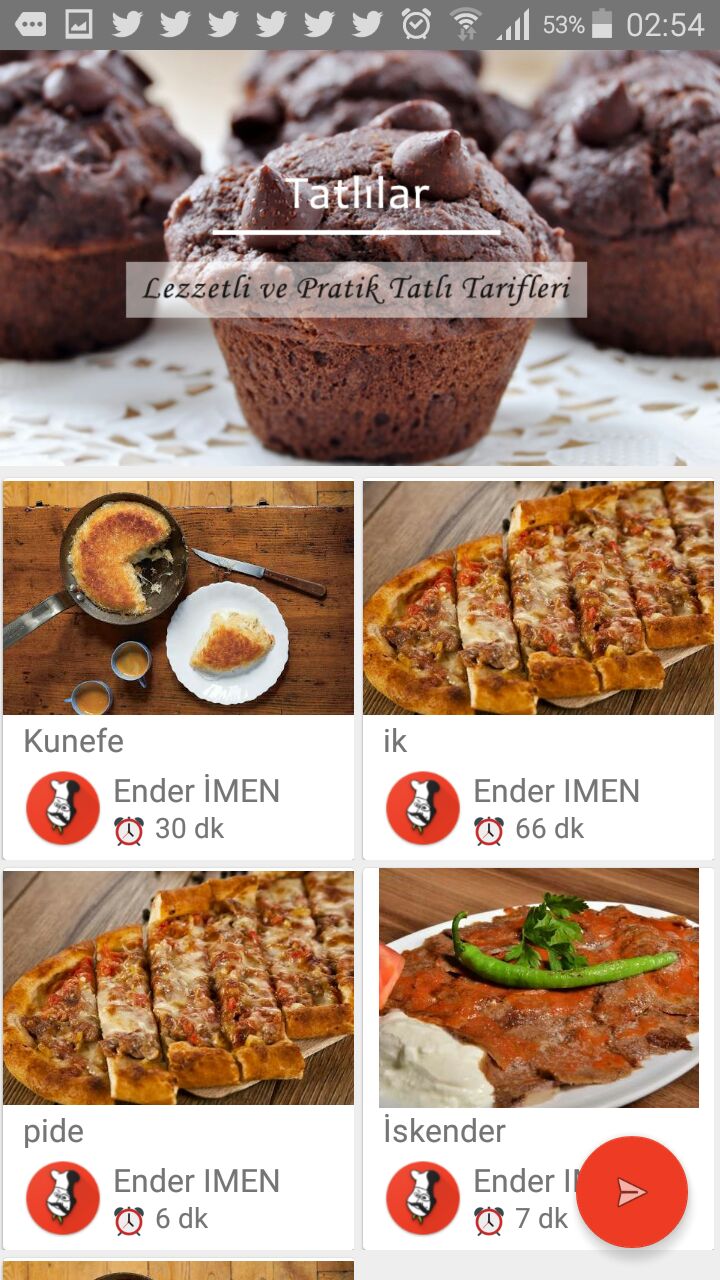 53% 02:54
Tatlılar
Lezzetli ve Pratik Tatlı Tarifleri
Kunefe
Ender İMEN
30 dk
ik
Ender IMEN
66 dk
pide
Ender IMEN
6 dk
İskender
Ender I
7 dk